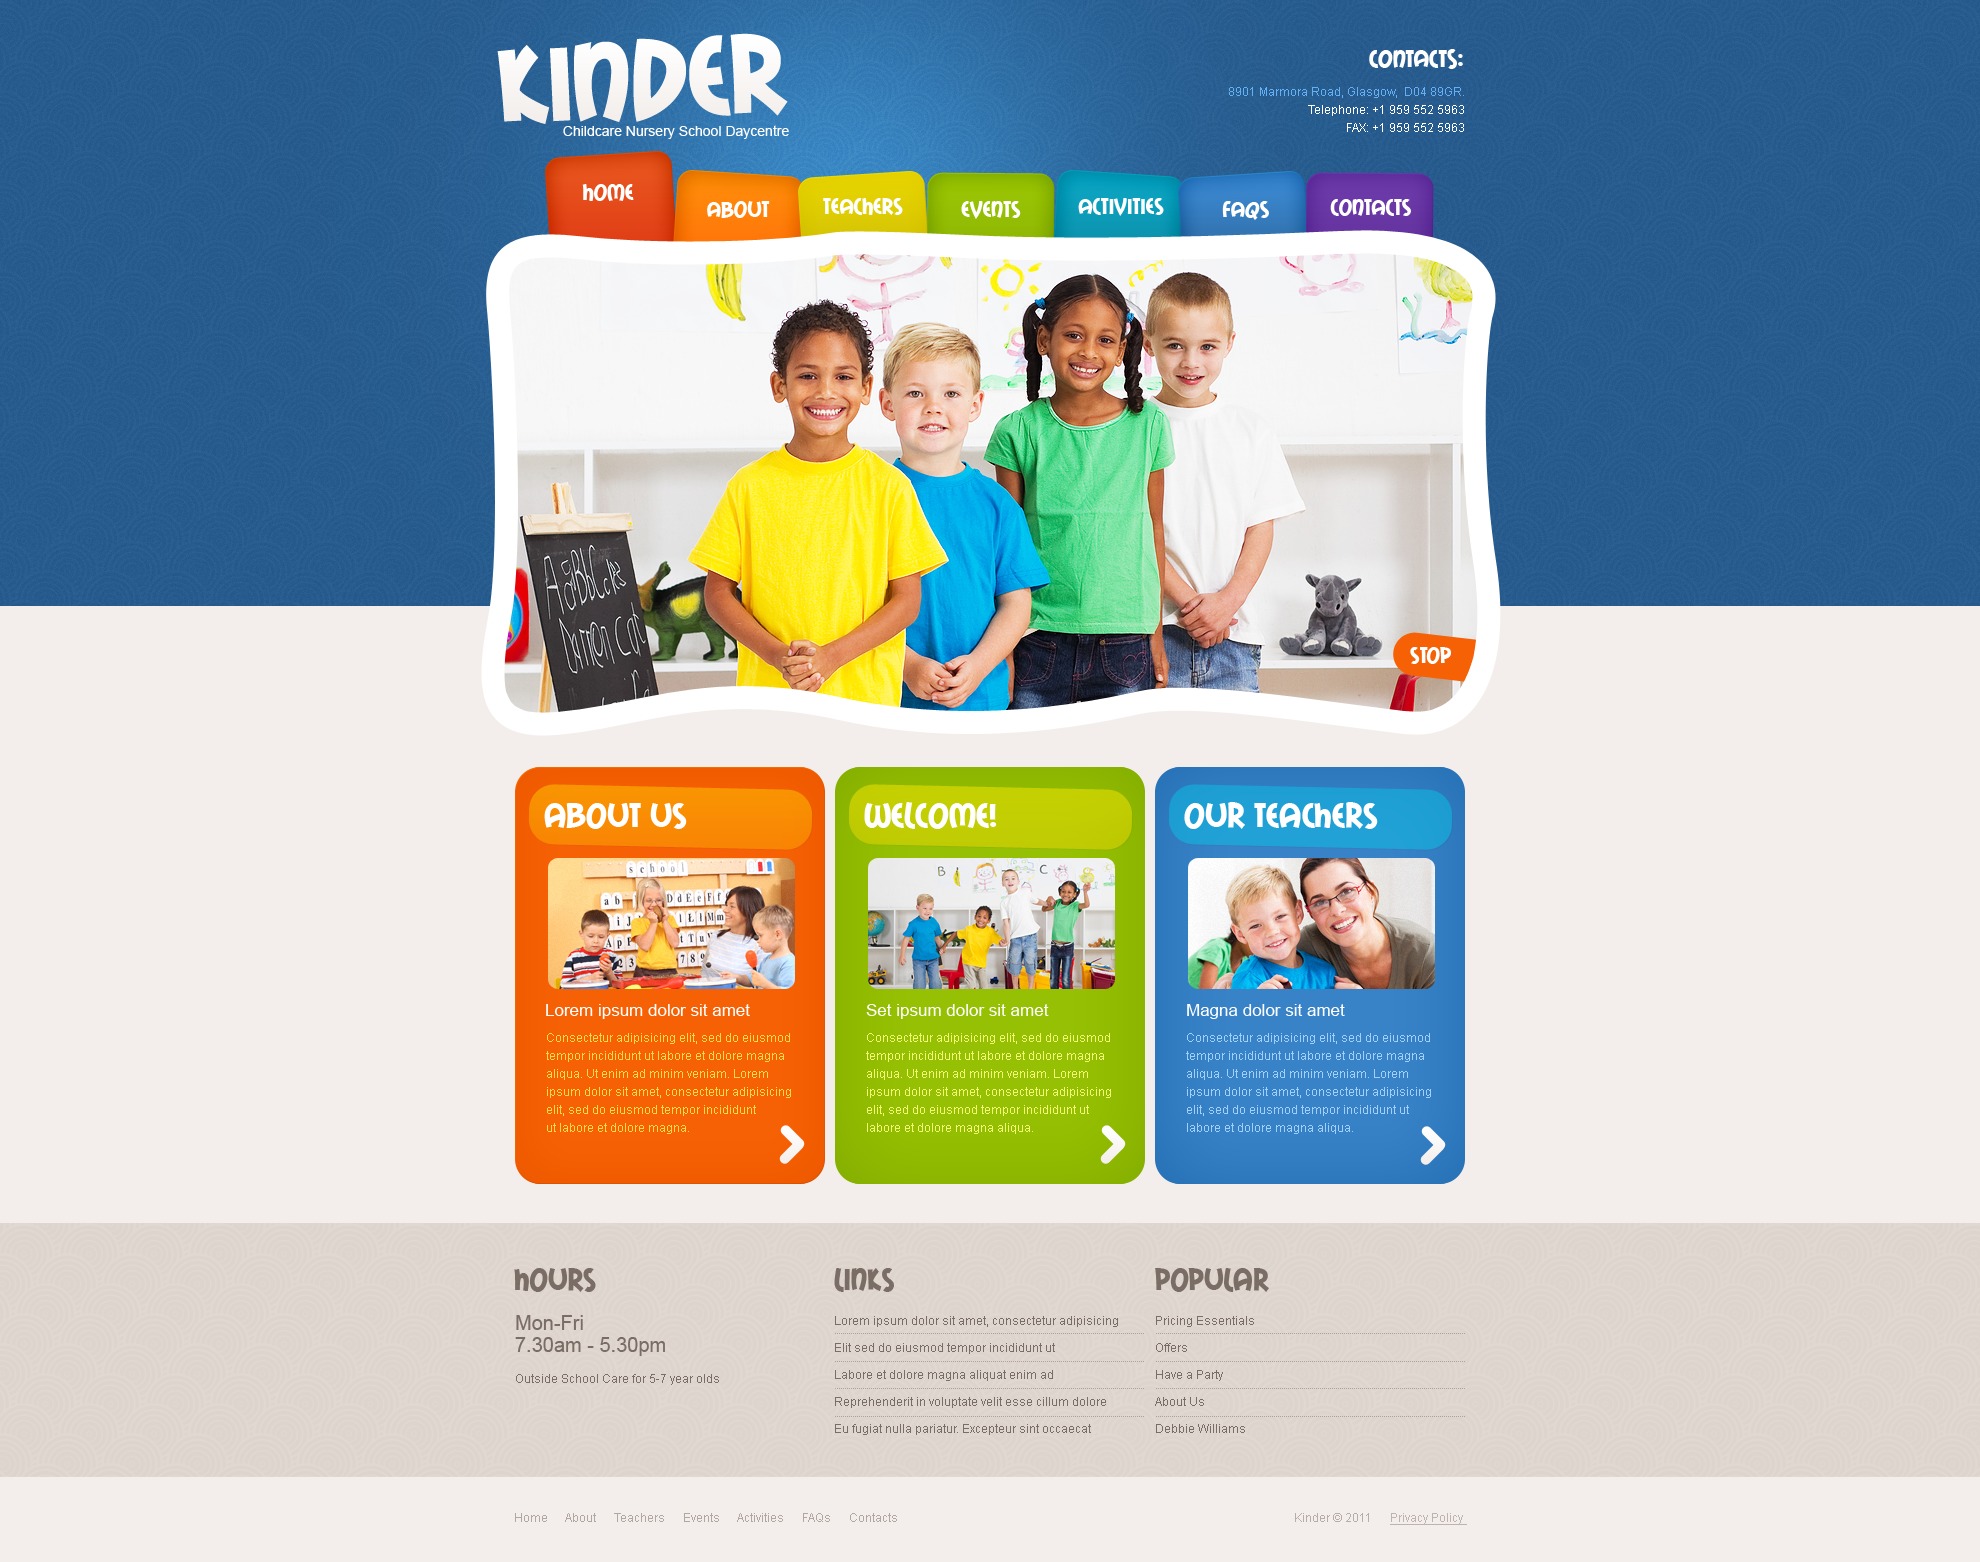 KINDER
Childcare Nursery School Daycentre
CONTACTS:
8901 Marmora Road, Glasgow, D04 89GR.
Telephone: +1 959 552 5963
FAX: +1 959 552 5963
HOME
ABOUT
TEACHERS
EVENTS
ACTIVITIES
FAQS
CONTACTS
STOP
ABOUT US
school
WELCOME!
B C
OUR TEACHERS
Lorem ipsum dolor sit amet
Consectetur adipisicing elit, sed do eiusmod
tempor incididunt ut labore et dolore magna
aliqua. Ut enim ad minim veniam. Lorem
ipsum dolor sit amet, consectetur adipisicing
elit, sed do eiusmod tempor incididunt
ut labore et dolore magna.
Set ipsum dolor sit amet
Consectetur adipisicing elit, sed do eiusmod
tempor incididunt ut labore et dolore magna
aliqua. Ut enim ad minim veniam. Lorem
ipsum dolor sit amet, consectetur adipisicing
elit, sed do eiusmod tempor incididunt ut
labore et dolore magna aliqua.
Magna dolor sit amet
Consectetur adipisicing elit, sed do eiusmod
tempor incididunt ut labore et dolore magna
aliqua. Ut enim ad minim veniam. Lorem
ipsum dolor sit amet, consectetur adipisicing
elit, sed do eiusmod tempor incididunt ut
labore et dolore magna aliqua.
HOURS
Mon-Fri
7.30am - 5.30pm
Outside School Care for 5-7 year olds
LINKS
Lorem ipsum dolor sit amet, consectetur adipisicing
Elit sed do eiusmod tempor incididunt ut
Labore et dolore magna aliquat enim ad
Reprehenderit in voluptate velit esse cillum dolore
Eu fugiat nulla pariatur. Excepteur sint occaecat
POPULAR
Pricing Essentials
Offers
Have a Party
About Us
Debbie Williams
Home About Teachers Events Activities FAQs Contacts
Kinder © 2011 Privacy Policy